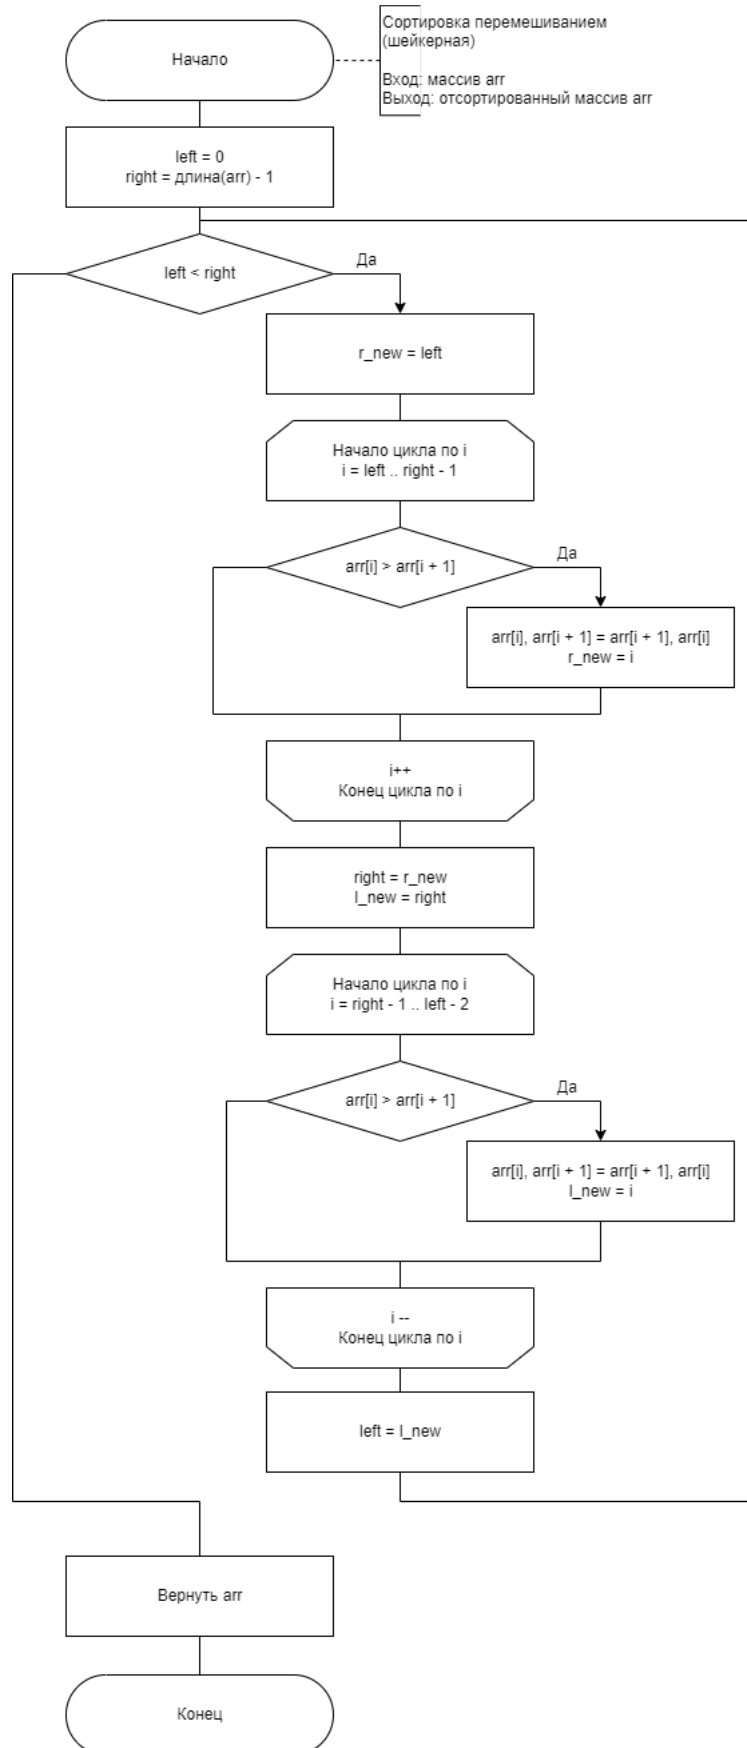 Начало
Сортировка перемешиванием
(шейкерная)
Вход: массив arr
Выход: отсортированный массив arr
left = 0
right = длина(arr) - 1
left < right
Да
r_new = left
Начало цикла по i
i = left .. right - 1
arr[i] > arr[i + 1]
Да
arr[i], arr[i + 1] = arr[i + 1], arr[i]
r_new = i
i++
Конец цикла по i
right = r_new
l_new = right
Начало цикла по i
i = right - 1 .. left - 2
arr[i] > arr[i + 1]
Да
arr[i], arr[i + 1] = arr[i + 1], arr[i]
l_new = i
i --
Конец цикла по i
left = l_new
Вернуть arr
Конец